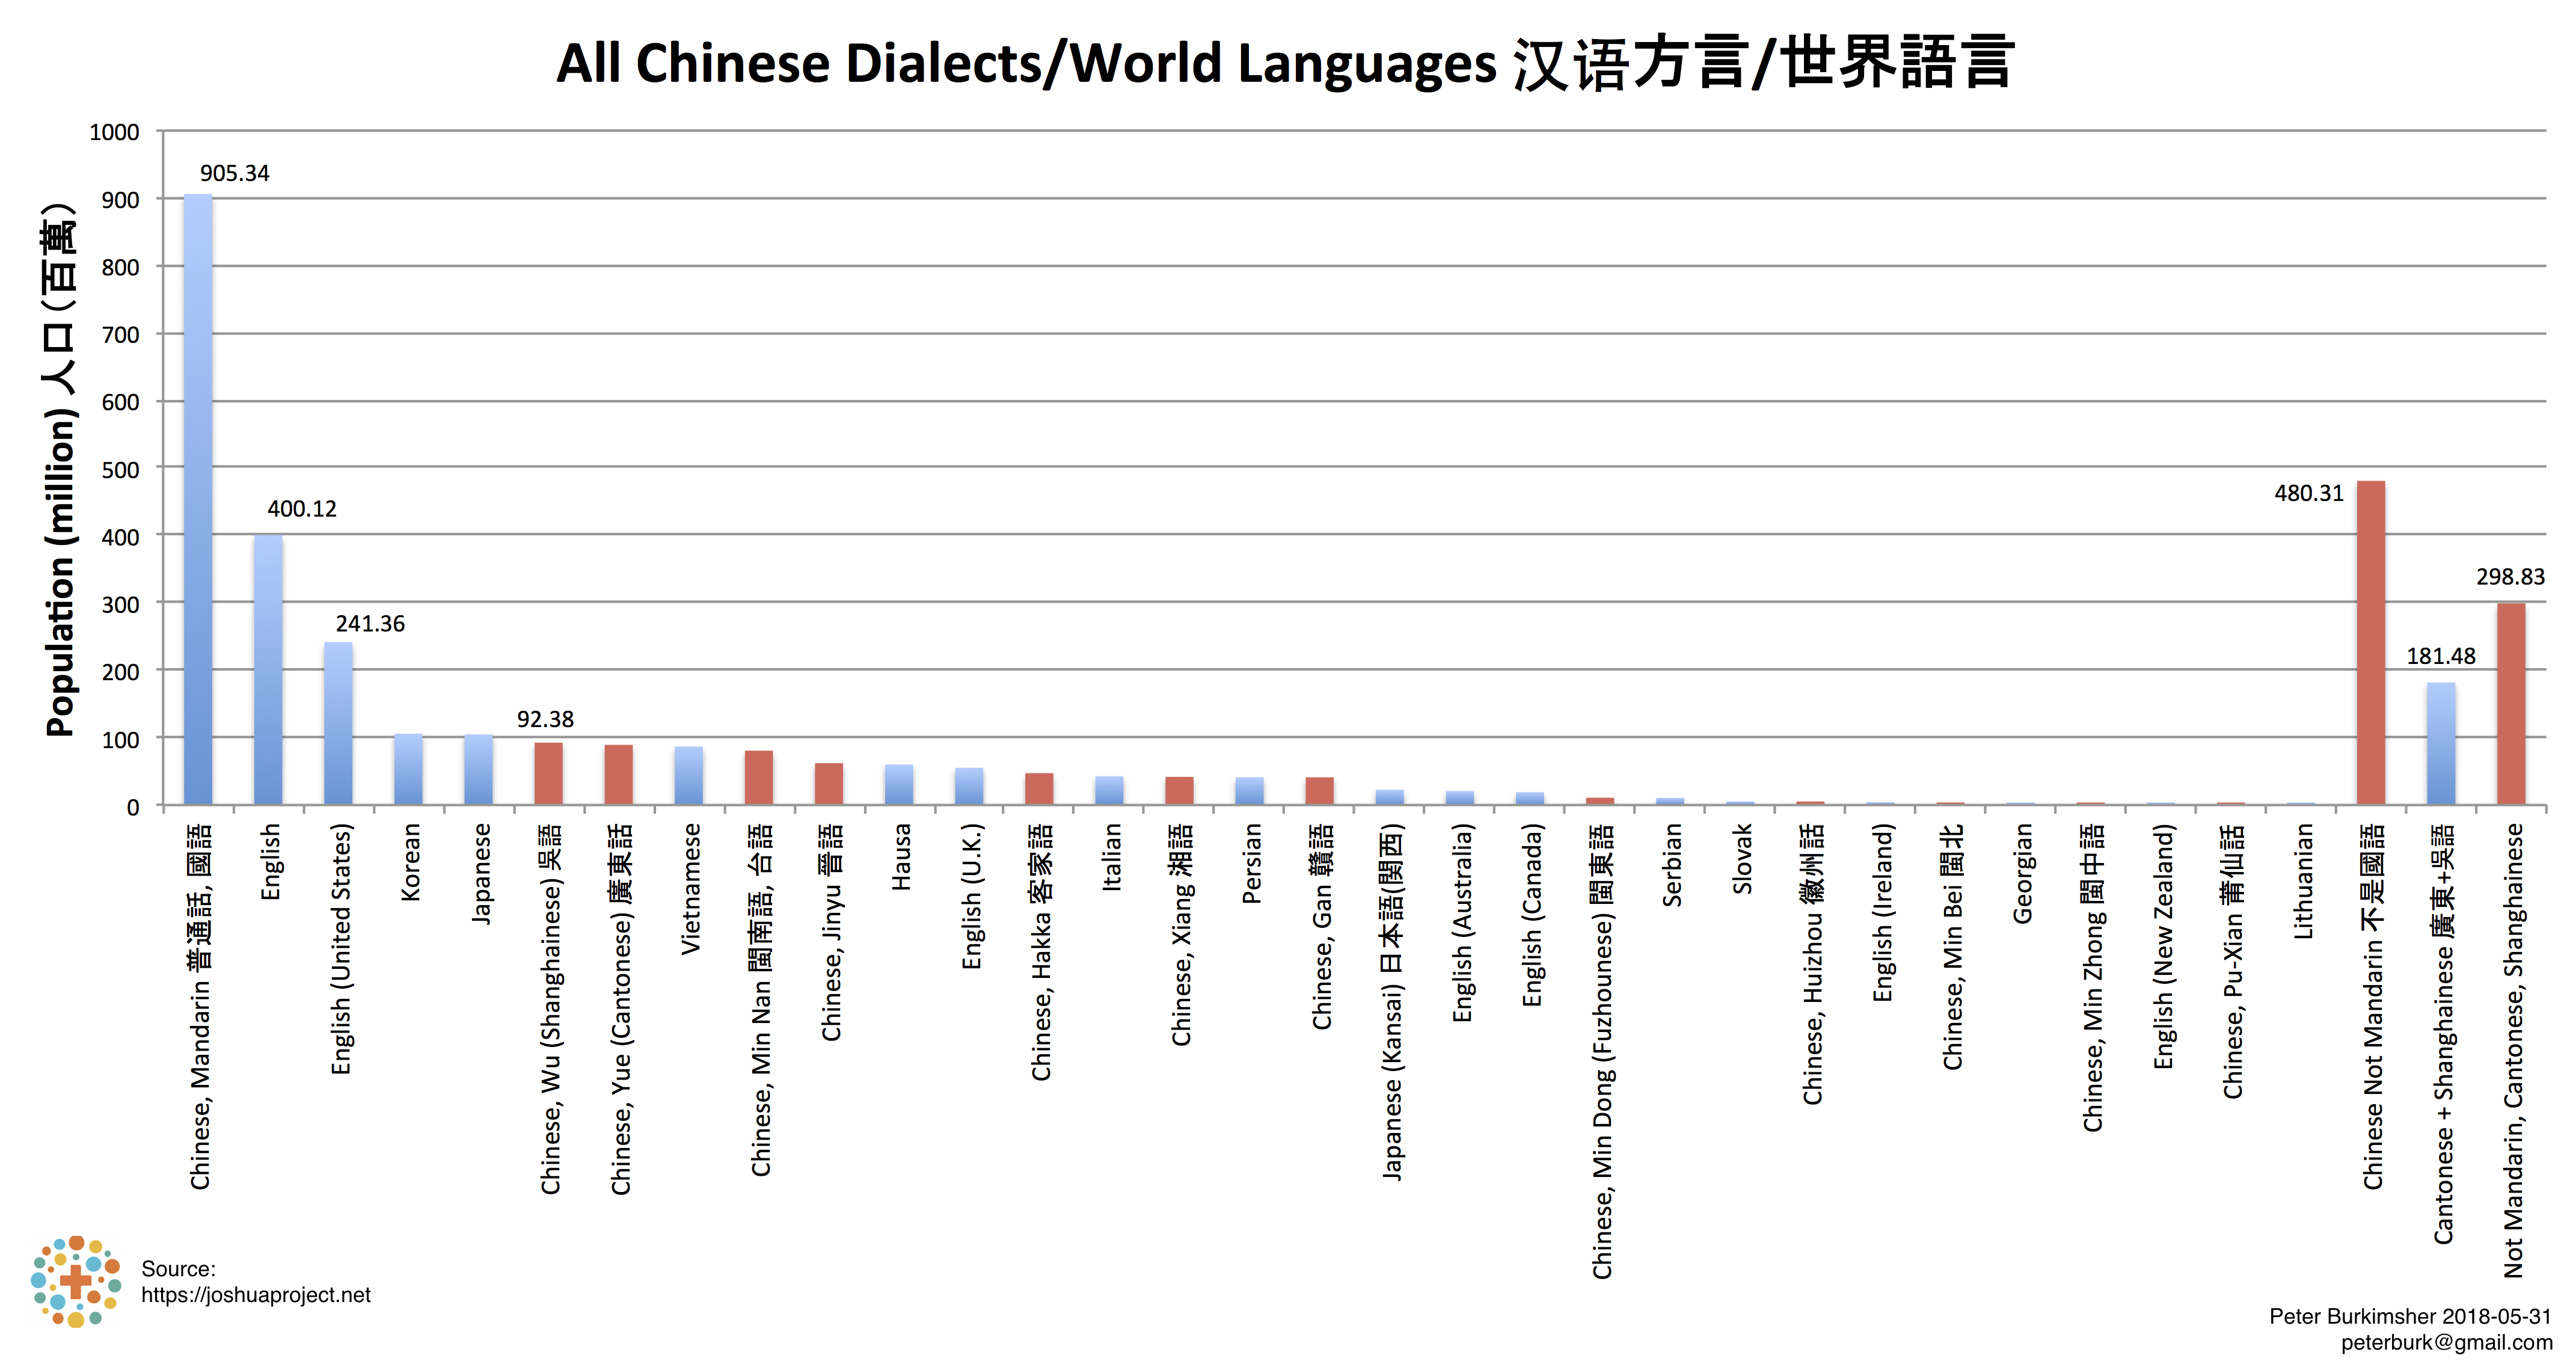 All Chinese Dialects/World Languages 汉语方言/世界語言
Population (million) 人口(百萬)
1000
900
800
700
600
500
400
300
200
100
0
905.34
400.12
241.36
92.38
480.31
181.48
298.83
Chinese, Mandarin 普通話, 國語
English
English (United States)
Korean
Japanese
Chinese, Wu (Shanghainese) 吳語
Chinese, Yue (Cantonese) 廣東話
Vietnamese
Chinese, Min Nan 閩南語, 台語
Chinese, Jinyu 晉語
Hausa
English (U.K.)
Chinese, Hakka 客家語
Italian
Chinese, Xiang 湘語
Persian
Chinese, Gan 贛語
Japanese (Kansai) 日本語(関西)
English (Australia)
English (Canada)
Chinese, Min Dong (Fuzhounese) 閩東語
Serbian
Slovak
Chinese, Huizhou 徽州話
English (Ireland)
Chinese, Min Bei 閩北
Georgian
Chinese, Min Zhong 閩中語
English (New Zealand)
Chinese, Pu-Xian 莆仙話
Lithuanian
Chinese Not Mandarin 不是國語
Cantonese + Shanghainese 廣東+吳語
Not Mandarin, Cantonese, Shanghainese
Source:
https://joshuaproject.net
Peter Burkimsher 2018-05-31
peterburk@gmail.com